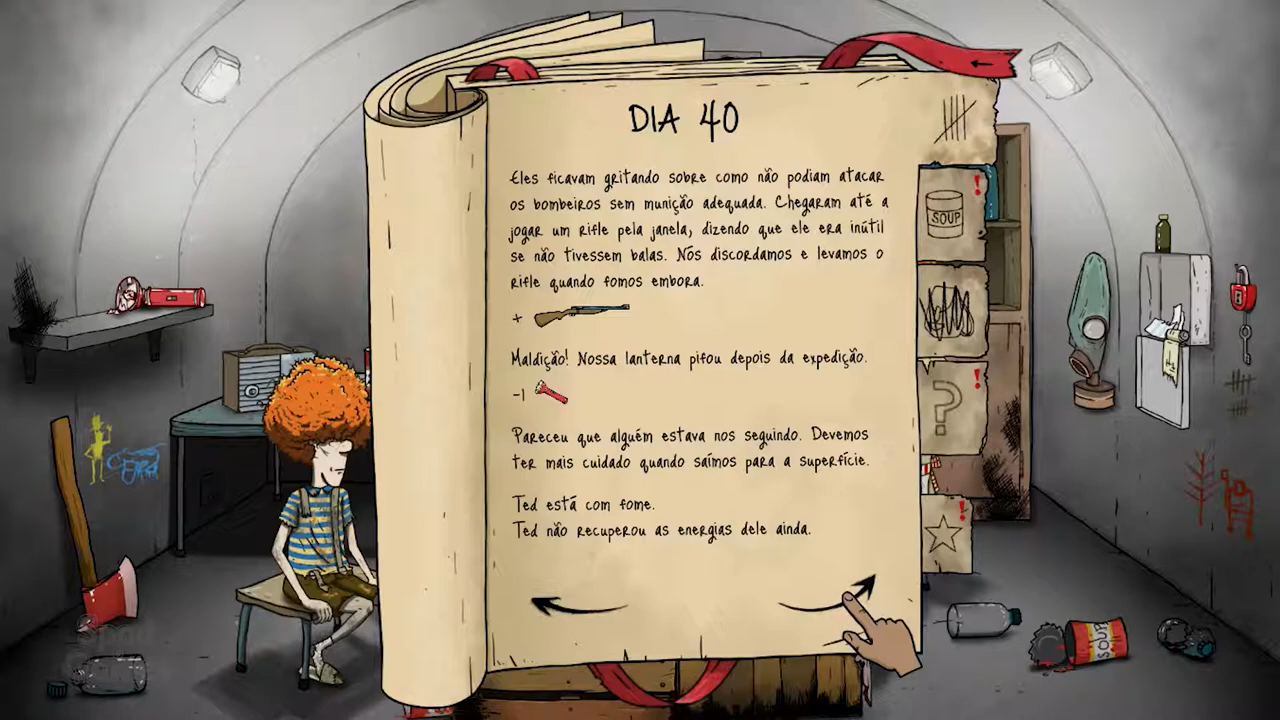 DIA 40
Eles ficavam gritando sobre como não podiam atacar
os bombeiros sem munição adequada. Chegaram até a
jogar um rifle pela janela, dizendo que ele era inútil
se não tivessem balas. Nós discordamos e levamos o
rifle quando fomos embora.
+
Maldição! Nossa lanterna pifou depois da expedição.
-1
Pareceu que alguém estava nos seguindo. Devemos
ter mais cuidado quando saímos para a superfície.
Ted está com fome.
Ted não recuperou as energias dele ainda.
!
SOUP
!
?
!
SOUP